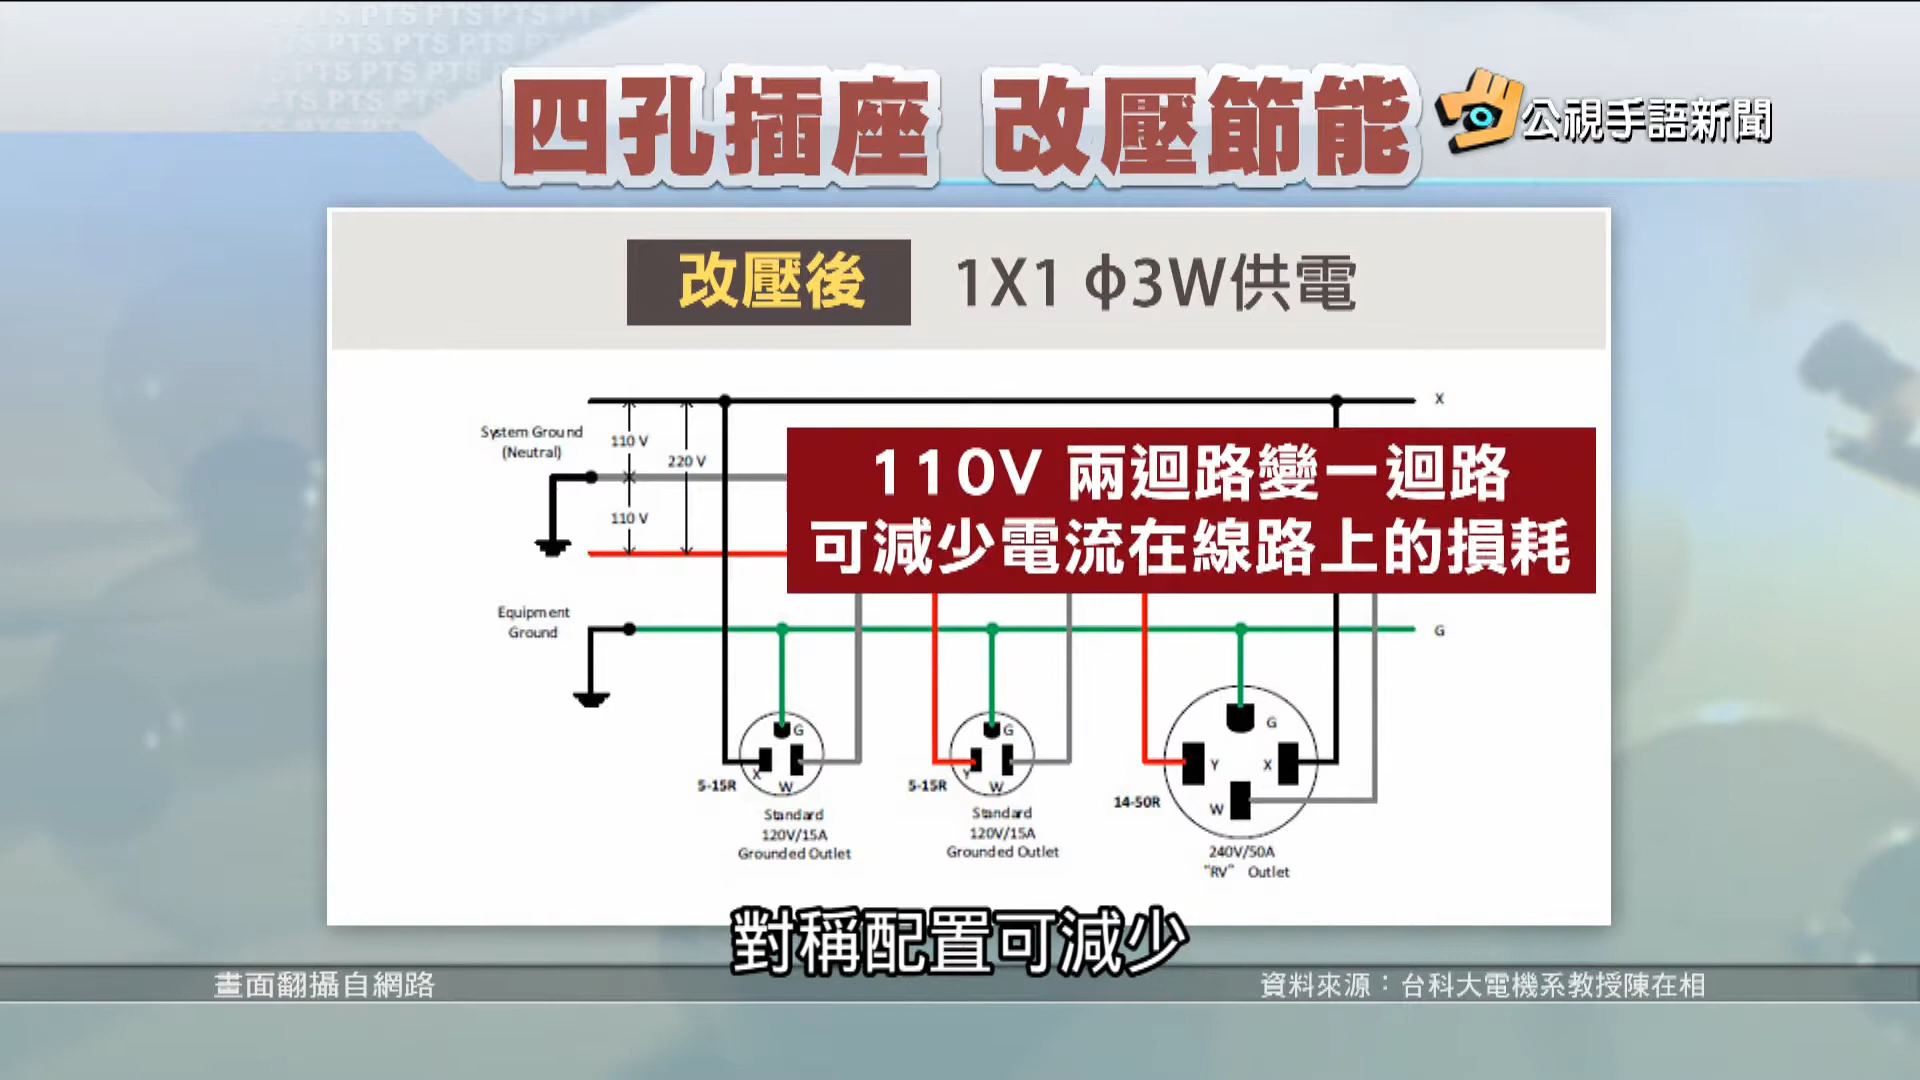 PTS PTS PTS PTS
四孔插座 改壓節能
公視手語新聞
改壓後 1X1 ф3W供電
X
System Ground
(Neutral)
110 V
220 V
110 V
110V 兩迴路變一迴路
可減少電流在線路上的損耗
Equipment
Ground
G
G
X
W
5-15R
Standard
120V/15A
Grounded Outlet
G
Y
W
5-15R
Standard
120V/15A
Grounded Outlet
G
Y
X
W
14-50R
240V/50A
"RV" Outlet
對稱配置可減少
畫面翻攝自網路
資料來源：台科大電機系教授陳在相